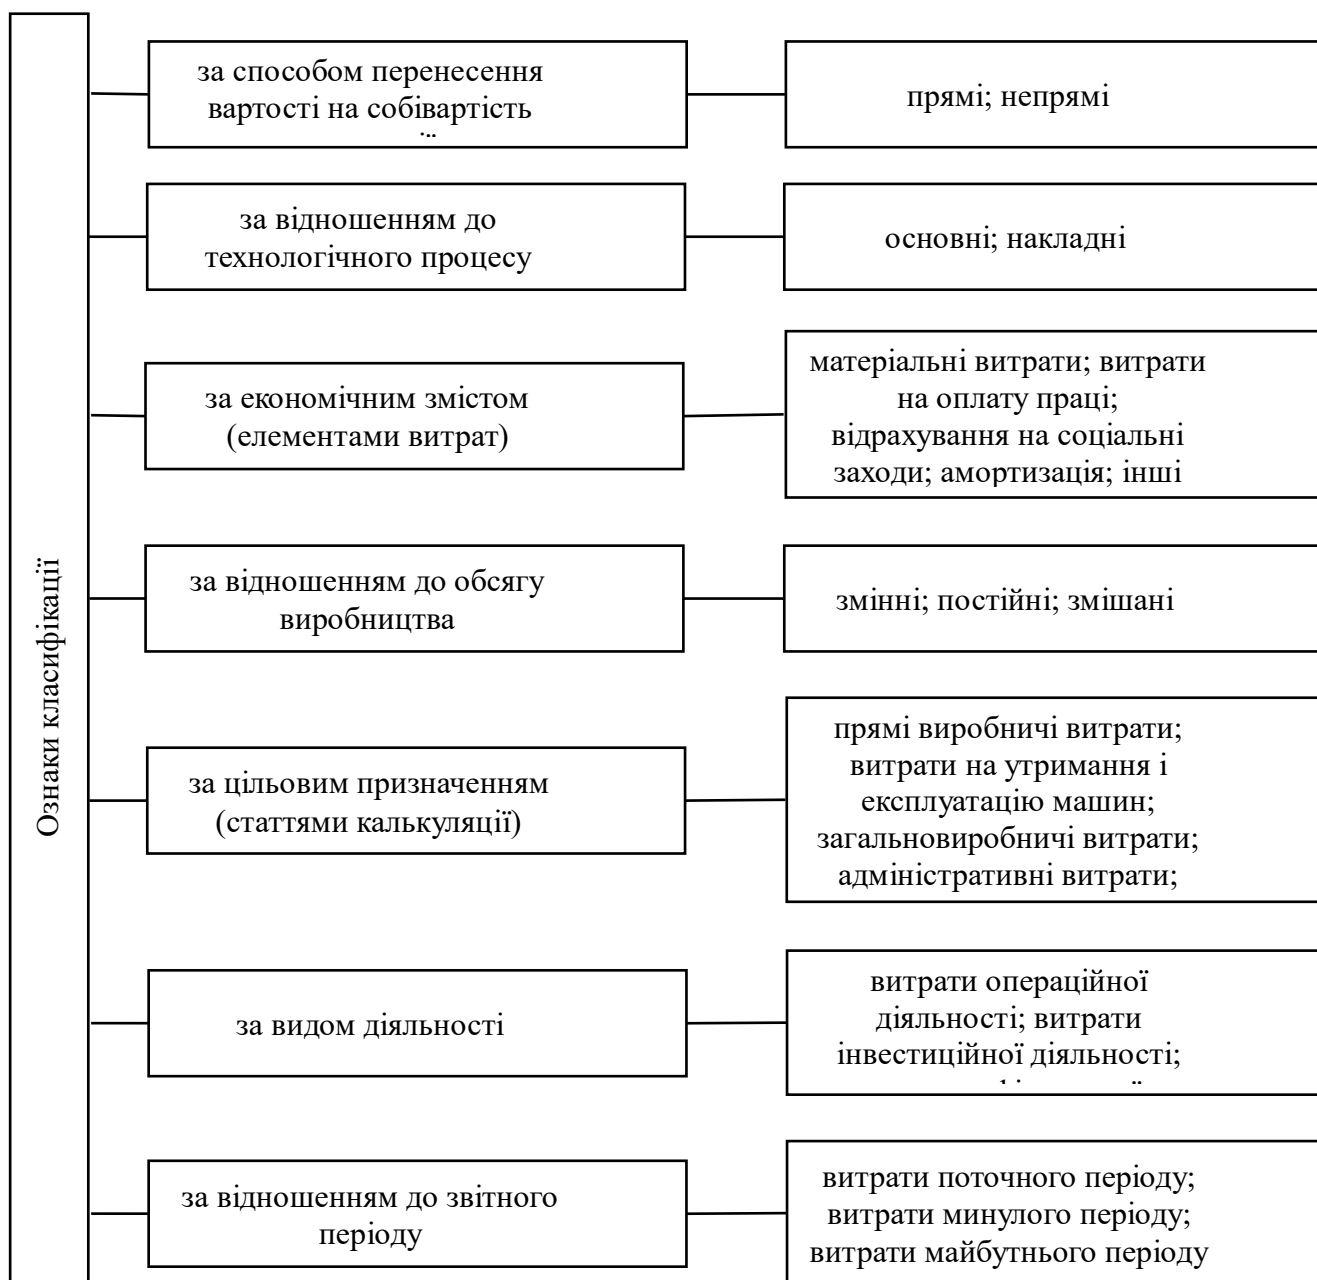 Ознаки класифікації
за способом перенесення
вартості на собівартість
прямі; непрямі
за відношенням до
технологічного процесу
основні; накладні
за економічним змістом
(елементами витрат)
матеріальні витрати; витрати
на оплату праці;
відрахування на соціальні
заходи; амортизація; інші
за відношенням до обсягу
виробництва
змінні; постійні; змішані
за цільовим призначенням
(статтями калькуляції)
прямі виробничі витрати;
витрати на утримання і
експлуатацію машин;
загальновиробничі витрати;
адміністративні витрати;
за видом діяльності
витрати операційної
діяльності; витрати
інвестиційної діяльності;
за відношенням до звітного
періоду
витрати поточного періоду;
витрати минулого періоду;
витрати майбутнього періоду